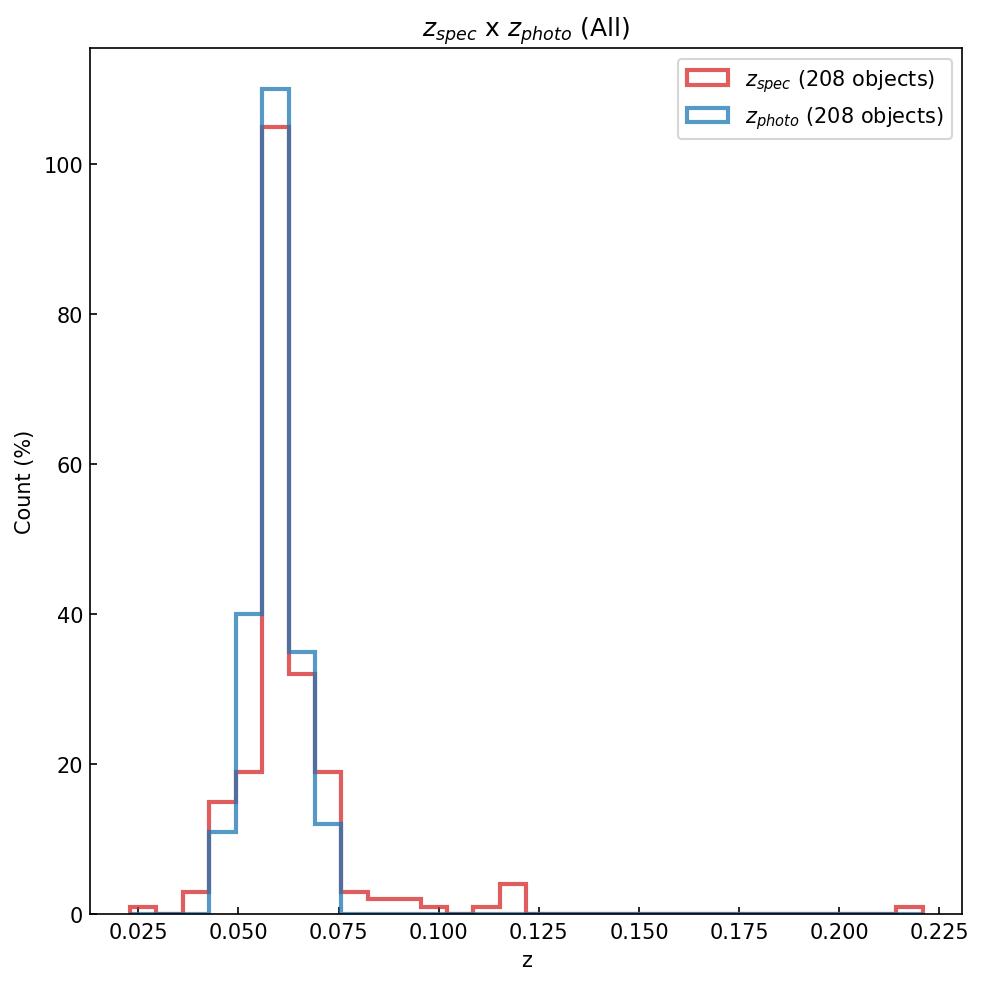 z_spec x z_photo (All)
z_spec (208 objects)
z_photo (208 objects)
Count (%)
100
80
60
40
20
0
0.025 0.050 0.075 0.100 0.125 0.150 0.175 0.200 0.225
z